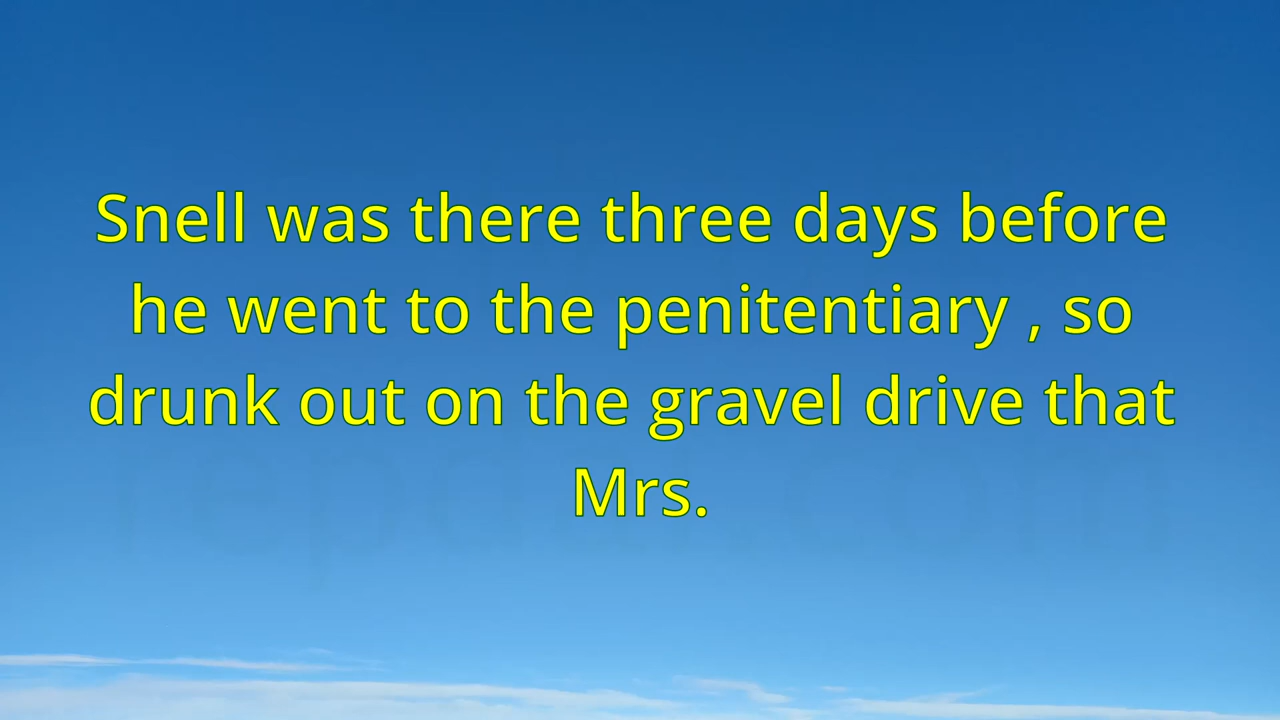 Snell was there three days before
he went to the penitentiary , so
drunk out on the gravel drive that
Mrs.